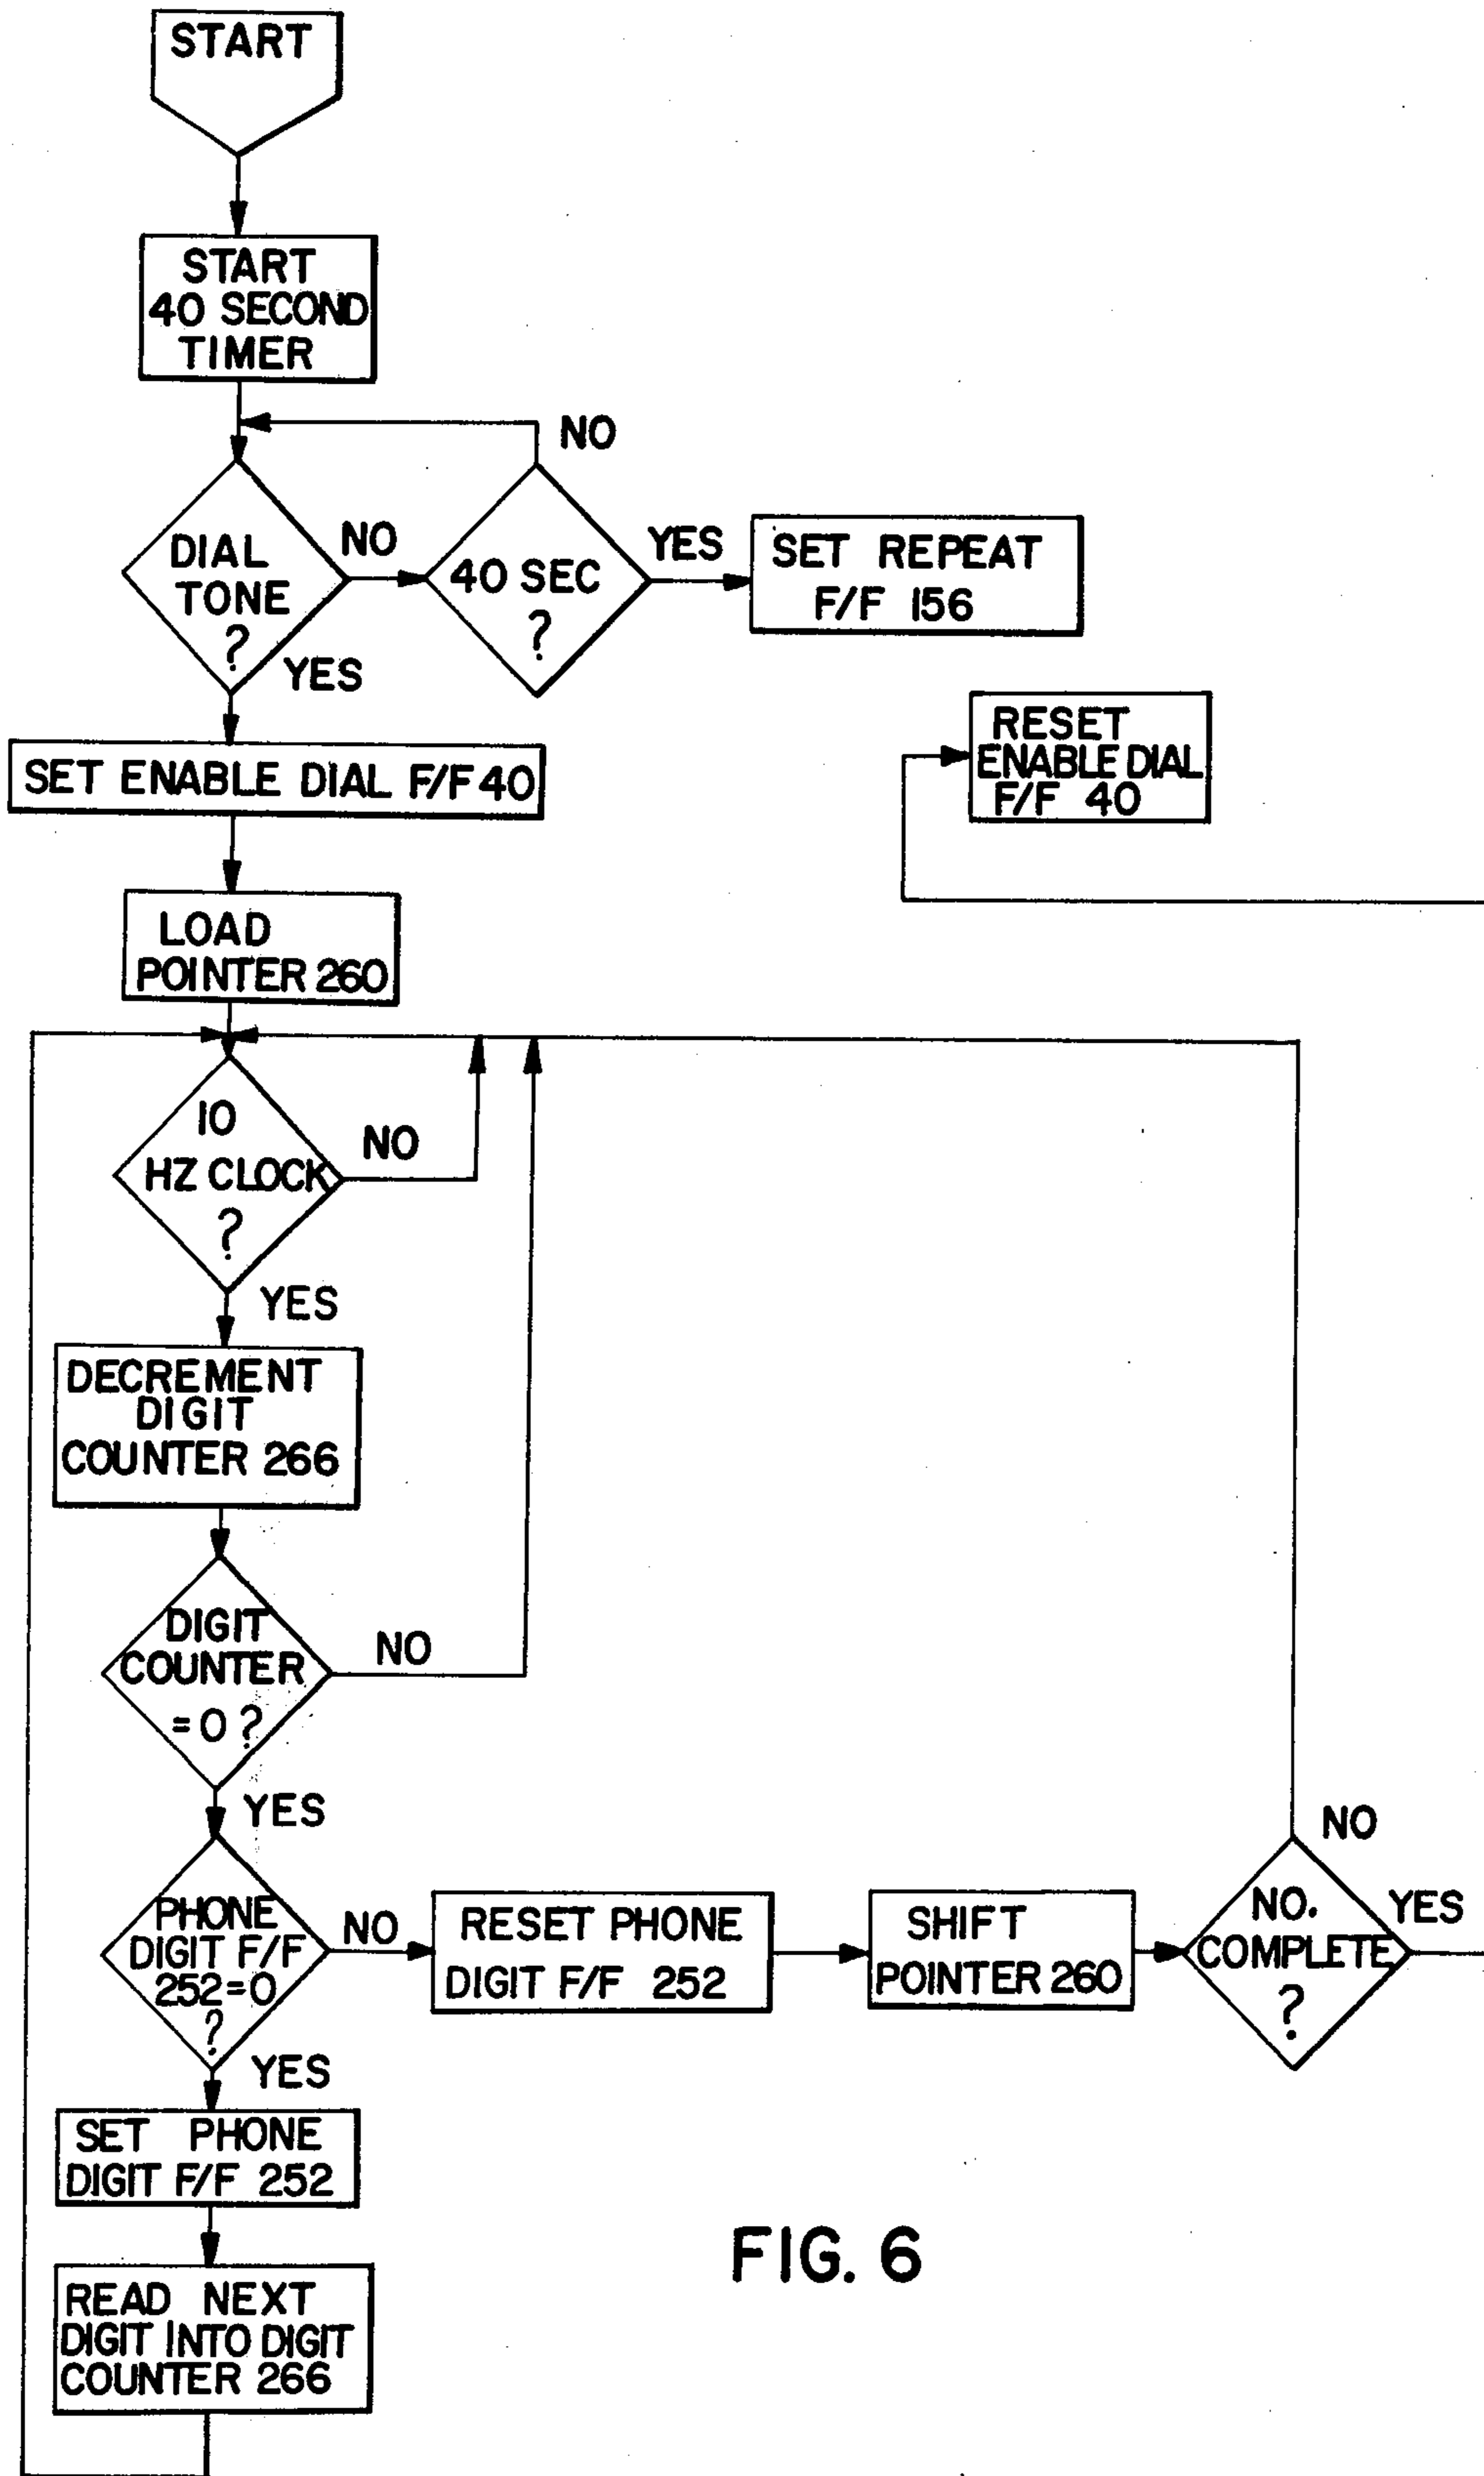 START
START
40 SECOND
TIMER
NO
DIAL
TONE
?
NO
YES
40 SEC
?
YES
SET REPEAT
F/F 156
SET ENABLE DIAL F/F 40
RESET
ENABLE DIAL
F/F 40
LOAD
POINTER 260
10
HZ CLOCK
?
NO
YES
DECREMENT
DIGIT
COUNTER 266
DIGIT
COUNTER
=0 ?
NO
YES
PHONE
DIGIT F/F
252=0
?
NO
YES
RESET PHONE
DIGIT F/F 252
SHIFT
POINTER 260
NO.
COMPLETE
?
NO
YES
SET PHONE
DIGIT F/F 252
READ NEXT
DIGIT INTO DIGIT
COUNTER 266
FIG. 6